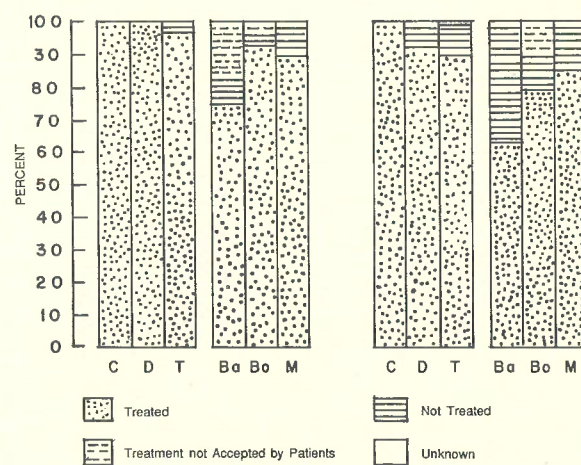 100
30
80
70
60
50
40
30
20
10
0
PERCENT
C D T Ba Bo M C D T Ba Bo M
Treated Not Treated
Treatment not Accepted by Patients Unknown